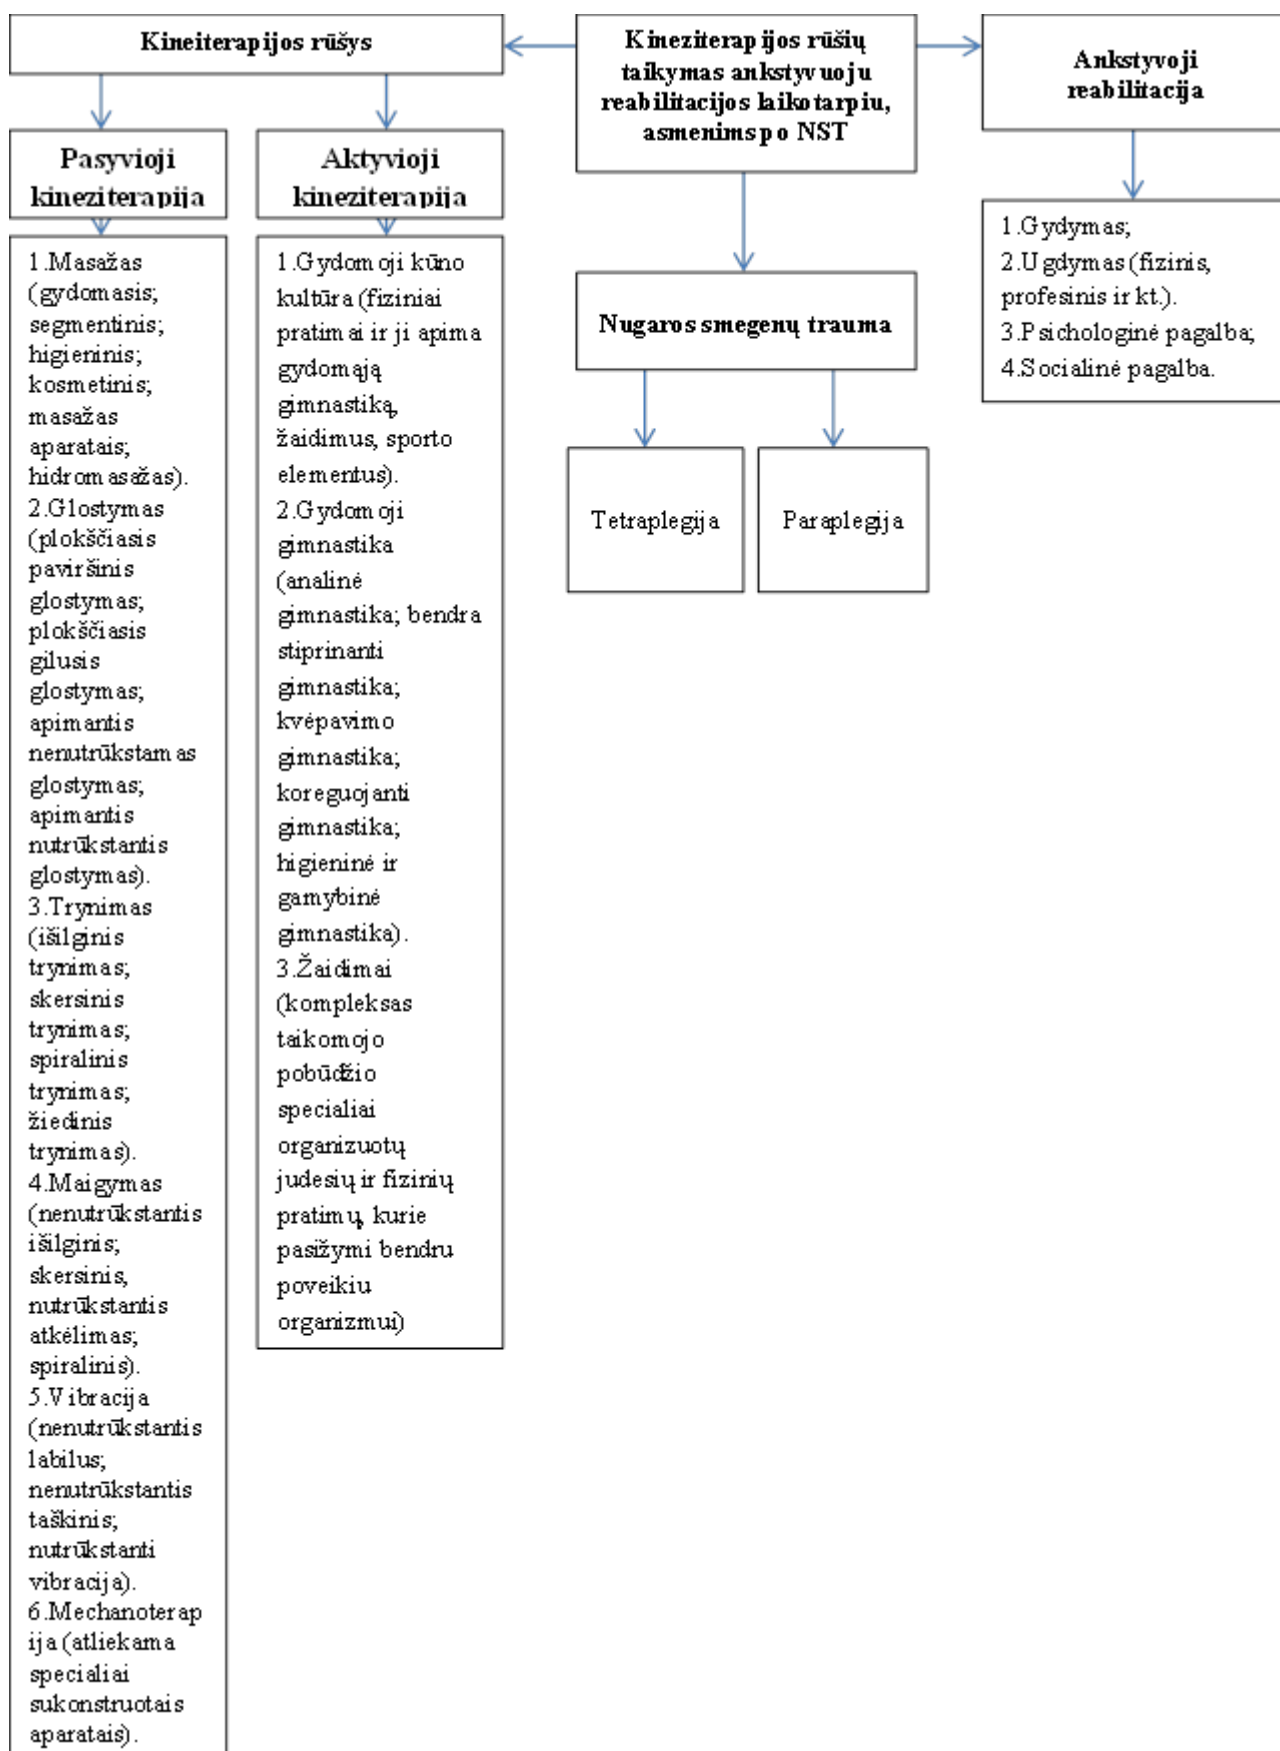 Kineiterapijos rūšys
Kineziterapijos rūšių
taikymas ankstyvuoju
reabilitacijos laikotarpiu,
asmenims po NST
Ankstyvoji
reabilitacija
Pasyvioji
kineziterapija
Aktyvioji
kineziterapija
1.Masažas
(gydomasis;
segmentinis;
higieninis;
kosmetinis;
masažas
aparatais;
hidromasažas).
2.Glostymas
(plokščiasis
paviršinis
glostymas;
plokščiasis
gilusis
glostymas;
apimantis
nenutrūkstamas
glostymas;
apimantis
nutrūkstantis
glostymas).
3.Trynimas
(išilginis
trynimas;
skersinis
trynimas;
spiralinis
trynimas;
žiedinis
trynimas).
4.Maigymas
(nenutrūkstantis
išilginis;
skersinis,
nutrūkstantis
atkėlimas;
spiralinis).
5.Vibracija
(nenutrūkstantis
labilus;
nenutrūkstantis
taškinis;
nutrūkstanti
vibracija).
6.Mechanoterap
ija (atliekama
specialiai
sukonstruotais
aparatais).
1.Gydomoji kūno
kultūra (fiziniai
pratimai ir ji apima
gydomąją
gimnastiką,
žaidimus, sporto
elementus).
2.Gydomoji
gimnastika
(analinė
gimnastika; bendra
stiprinanti
gimnastika;
kvėpavimo
gimnastika;
koreguojanti
gimnastika;
higieninė ir
gamybinė
gimnastika).
3.Žaidimai
(kompleksas
taikomojo
pobūdžio
specialiai
organizuotų
judesių ir fizinių
pratimų, kurie
pasižymi bendru
poveikiu
organizmui)
Nugaros smegenų trauma
Tetraplegija
Paraplegija
1.Gydymas;
2.Ugdymas (fizinis,
profesinis ir kt.).
3.Psichologinė pagalba;
4.Socialinė pagalba.